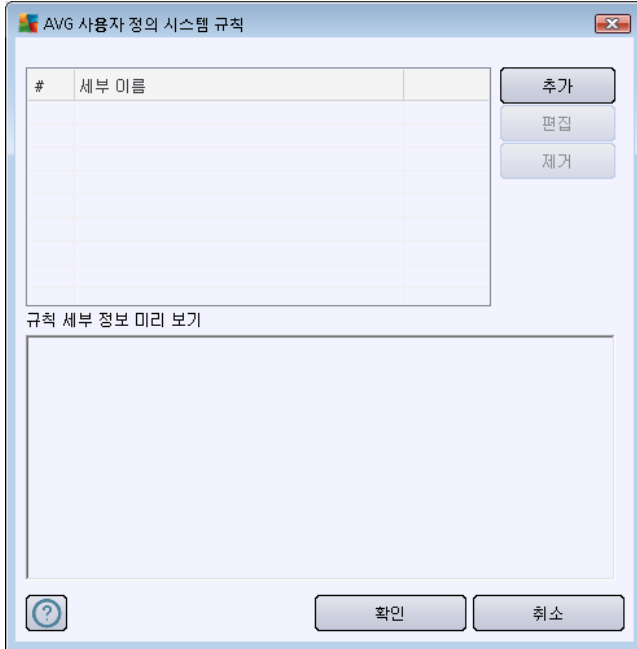 AVG 사용자 정의 시스템 규칙
# 세부 이름
추가
편집
제거
규칙 세부 정보 미리 보기
?
확인
취소